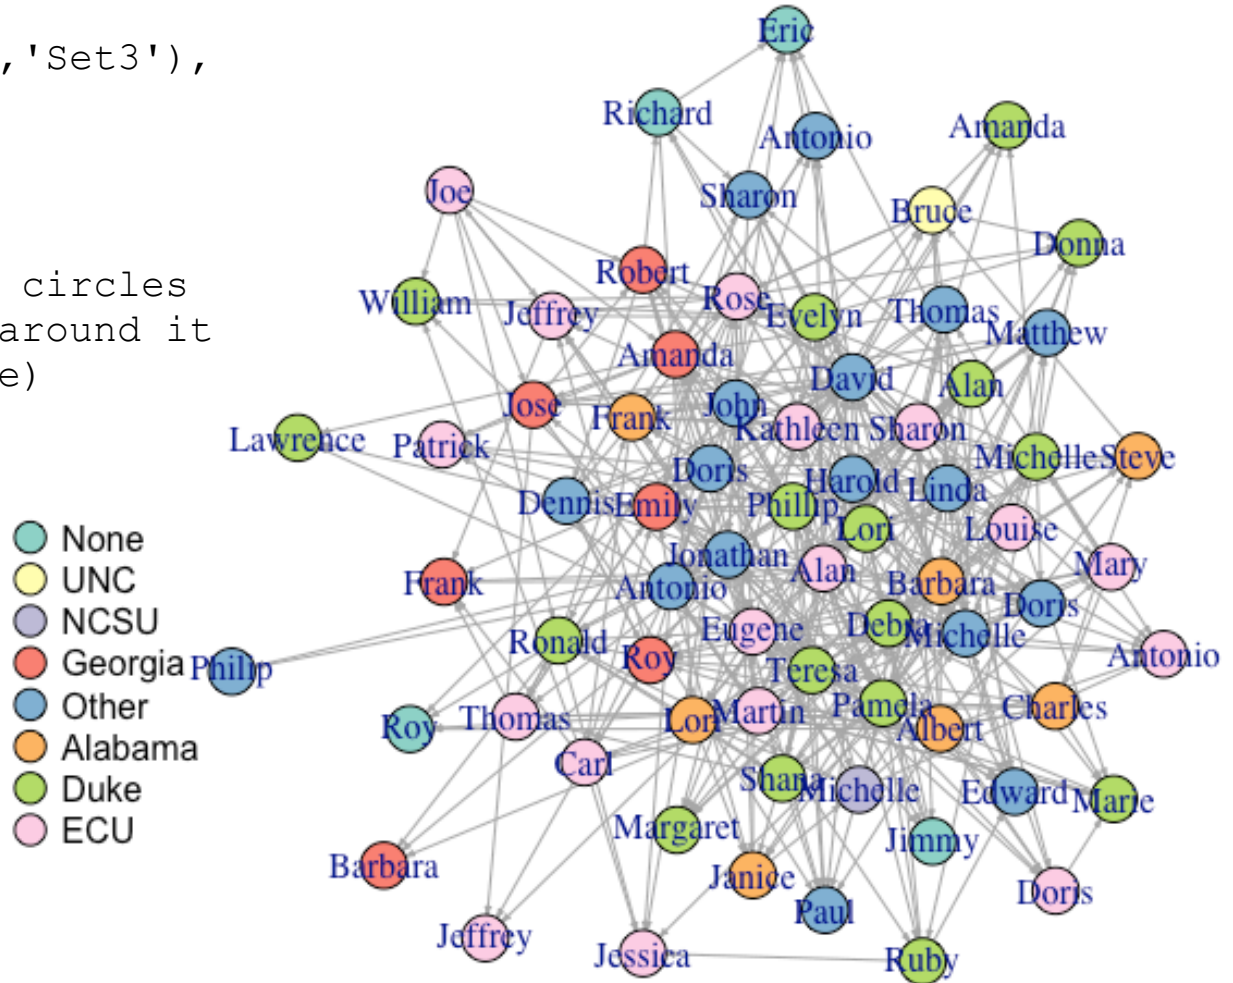 ,'Set3'),
circles
around it
e)
None
UNC
NCSU
Georgia
Other
Alabama
Duke
ECU
Eric
Richard
Antonio
Amanda
Joe
Sharon
Bruce
Donna
Robert
William
Jeffrey
Rose
Evelyn
Thomas
Matthew
Amanda
David
Alan
Jose
Frank
John
Kathleen
Sharon
Lawrence
Patrick
Doris
Harold
Linda
Michelle
Steve
Dennis
Emily
Phillip
Lori
Louise
Jonathan
Alan
Barbara
Mary
Frank
Antonio
Doris
Ronald
Eugene
Debra
Michelle
Philip
Roy
Teresa
Antonio
Roy
Thomas
Lori
Martin
Pamela
Albert
Charles
Carl
Shana
Michelle
Edward
Marie
Margaret
Jimmy
Barbara
Janice
Paul
Doris
Jeffrey
Jessica
Ruby